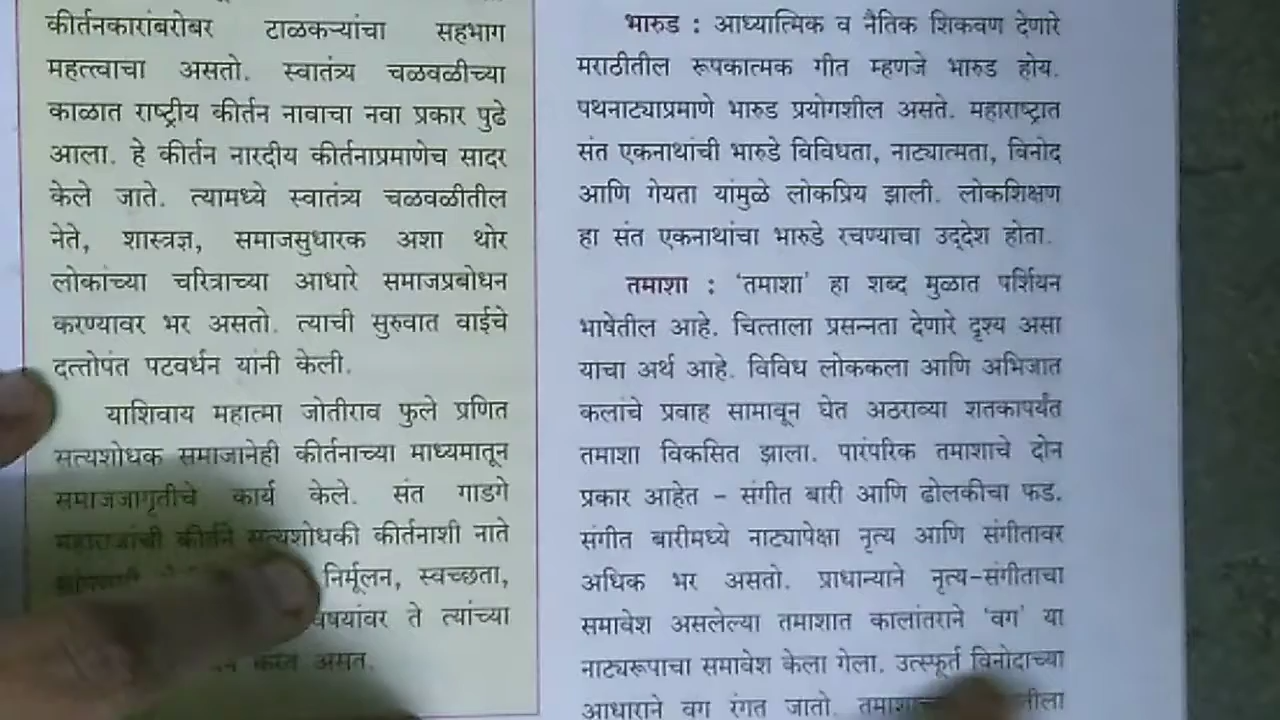 कीर्तनकारांबरोबर टाळकऱ्यांचा सहभाग
महत्त्वाचा असतो. स्वातंत्र्य चळवळीच्या
काळात राष्ट्रीय कीर्तन नावाचा नवा प्रकार पुढे
आला. हे कीर्तन नारदीय कीर्तनाप्रमाणेच सादर
केले जाते. त्यामध्ये स्वातंत्र्य चळवळीतील
नेते, शास्त्रज्ञ, समाजसुधारक अशा थोर
लोकांच्या चरित्राच्या आधारे समाजप्रबोधन
करण्यावर भर असतो. त्याची सुरुवात वाईचे
दत्तोपंत पटवर्धन यांनी केली.
याशिवाय महात्मा जोतीराव फुले प्रणित
सत्यशोधक समाजानेही कीर्तनाच्या माध्यमातून
समाजजागृतीचे कार्य केले. संत गाडगे
महाराजांची कीर्तने सत्यशोधकी कीर्तनाशी नाते
निर्मूलन, स्वच्छता,
ते त्यांच्या
करत असत.
भारुड : आध्यात्मिक व नैतिक शिकवण देणारे
मराठीतील रूपकात्मक गीत म्हणजे भारुड होय.
पथनाट्याप्रमाणे भारुड प्रयोगशील असते. महाराष्ट्रात
संत एकनाथांची भारुडे विविधता, नाट्यात्मता, विनोद
आणि गेयता यांमुळे लोकप्रिय झाली. लोकशिक्षण
हा संत एकनाथांचा भारुडे रचण्याचा उद्‌देश होता.
तमाशा : ‘तमाशा’ हा शब्द मुळात पर्शियन
भाषेतील आहे. चित्ताला प्रसन्नता देणारे दृश्य असा
याचा अर्थ आहे. विविध लोककला आणि अभिजात
कलांचे प्रवाह सामावून घेत अठराव्या शतकापर्यंत
तमाशा विकसित झाला. पारंपरिक तमाशाचे दोन
प्रकार आहेत - संगीत बारी आणि ढोलकीचा फड.
संगीत बारीमध्ये नाट्यापेक्षा नृत्य आणि संगीतावर
अधिक भर असतो. प्राधान्याने नृत्य-संगीताचा
समावेश असलेल्या तमाशात कालांतराने ‘वग’ या
नाट्यरूपाचा समावेश केला गेला. उत्स्फूर्त विनोदाच्या
आधाराने वग रंगत जातो.